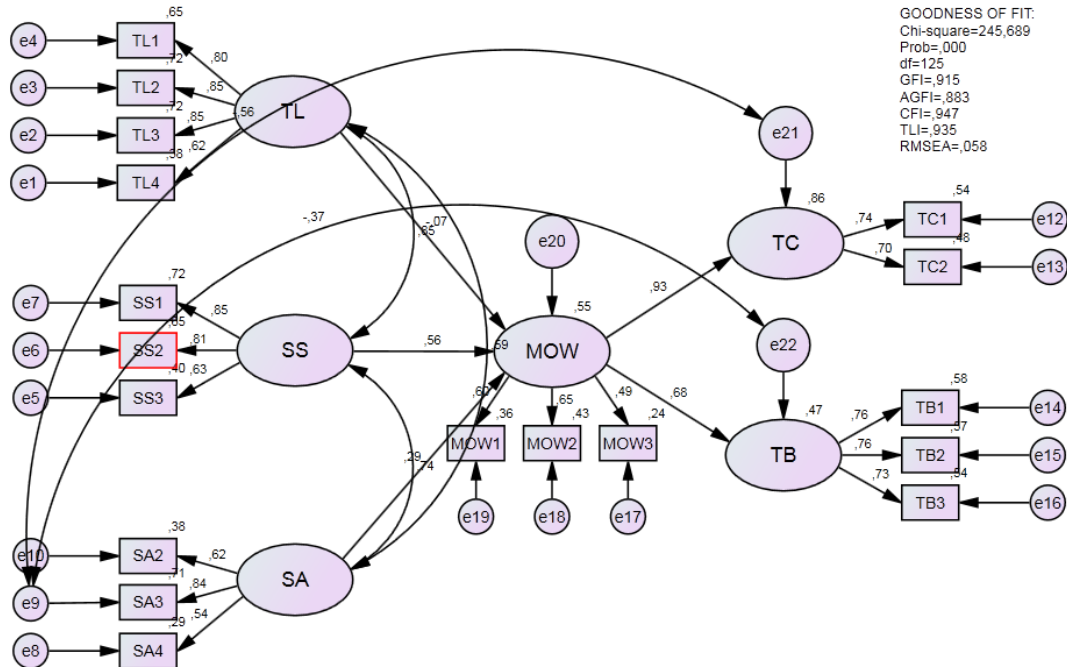 GOODNESS OF FIT:
Chi-square=245,689
Prob=,000
df=125
GFI=,915
AGFI=,883
CFI=,947
TLI=,935
RMSEA=,058
,65
e4 TL1 ,80
,72
e3 TL2 ,85
,72
e2 TL3 ,85 -,56
,38 ,62
e1 TL4
TL
e21
,86
TC
,74 TC1 ,54 e12
,70 TC2 ,48 e13
-,37 -,07
e20
,93
,72
e7 SS1 ,85
,65
e6 SS2 ,81
,40
e5 SS3 ,63
SS
,56
,55
MOW
,59
e22
,68
,65 ,49
,36 ,43 ,24
MOW1 MOW2 MOW3
e19 e18 e17
,47
TB
,58
,76 TB1 e14
,76 TB2 e15
,54
,73 TB3 e16
,29 ,74
,38
e10 SA2 ,62
,71
e9 SA3 ,84
,29
e8 SA4 ,54
SA